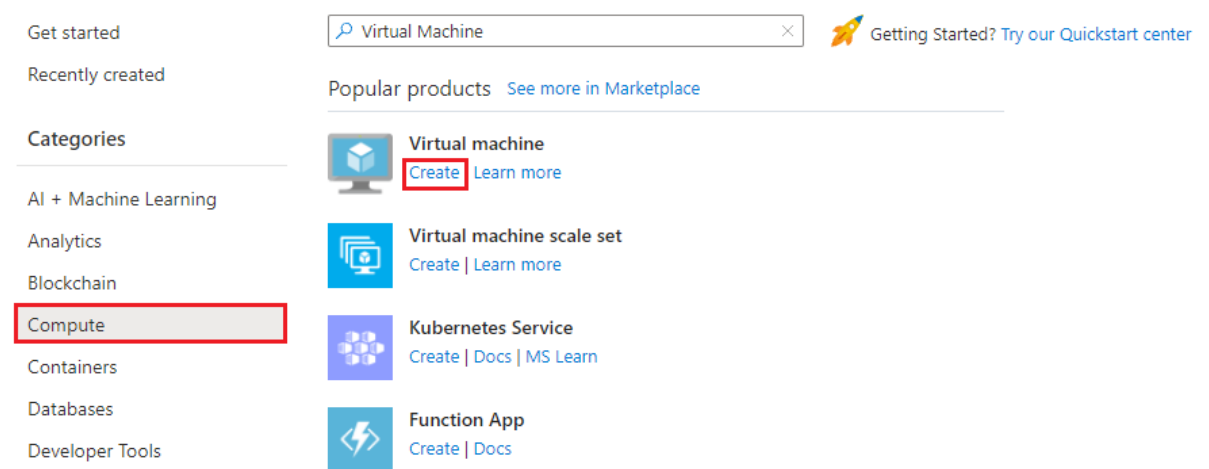 Get started
Recently created
Categories
AI + Machine Learning
Analytics
Blockchain
Compute
Containers
Databases
Developer Tools
Virtual Machine
Getting Started? Try our Quickstart center
Popular products See more in Marketplace
Virtual machine
Create Learn more
Virtual machine scale set
Create | Learn more
Kubernetes Service
Create | Docs | MS Learn
Function App
Create | Docs